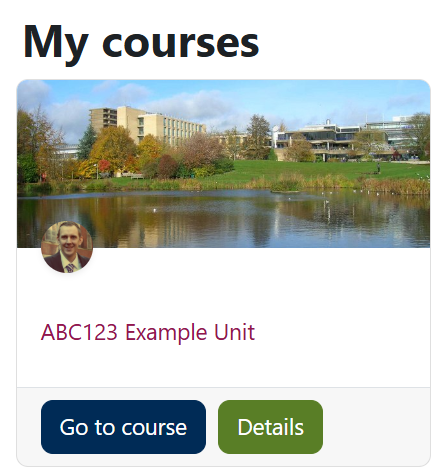 My courses
ABC123 Example Unit
Go to course
Details